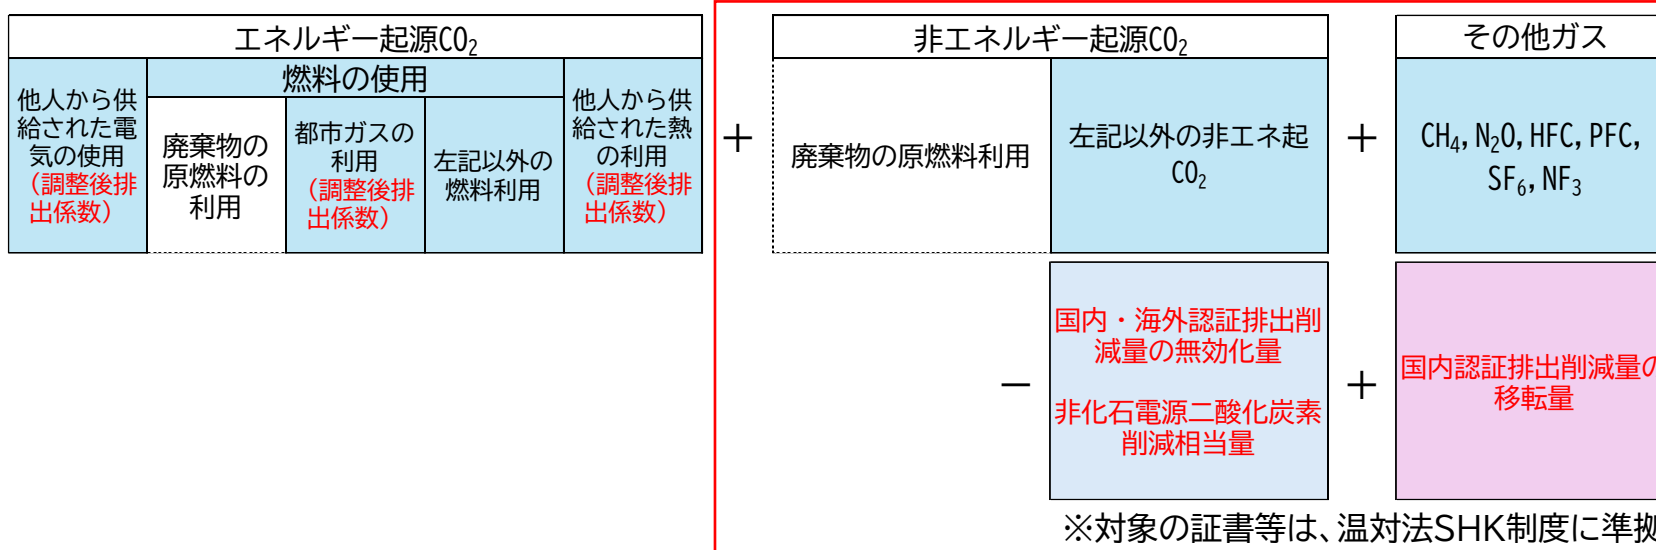 エネルギー起源CO₂
他人から供
給された電
気の使用
（調整後排
出係数）
燃料の使用
廃棄物の
原燃料の
利用
都市ガスの
利用
（調整後排
出係数）
左記以外の
燃料利用
他人から供
給された熱
の利用
（調整後排
出係数）
＋
非エネルギー起源CO₂
廃棄物の原燃料利用
左記以外の非エネ起
CO₂
＋
その他ガス
CH₄, N₂O, HFC, PFC,
SF₆, NF₃
－
国内・海外認証排出削
減量の無効化量
非化石電源二酸化炭素
削減相当量
＋
国内認証排出削減量の
移転量
※対象の証書等は、温対法SHK制度に準拠